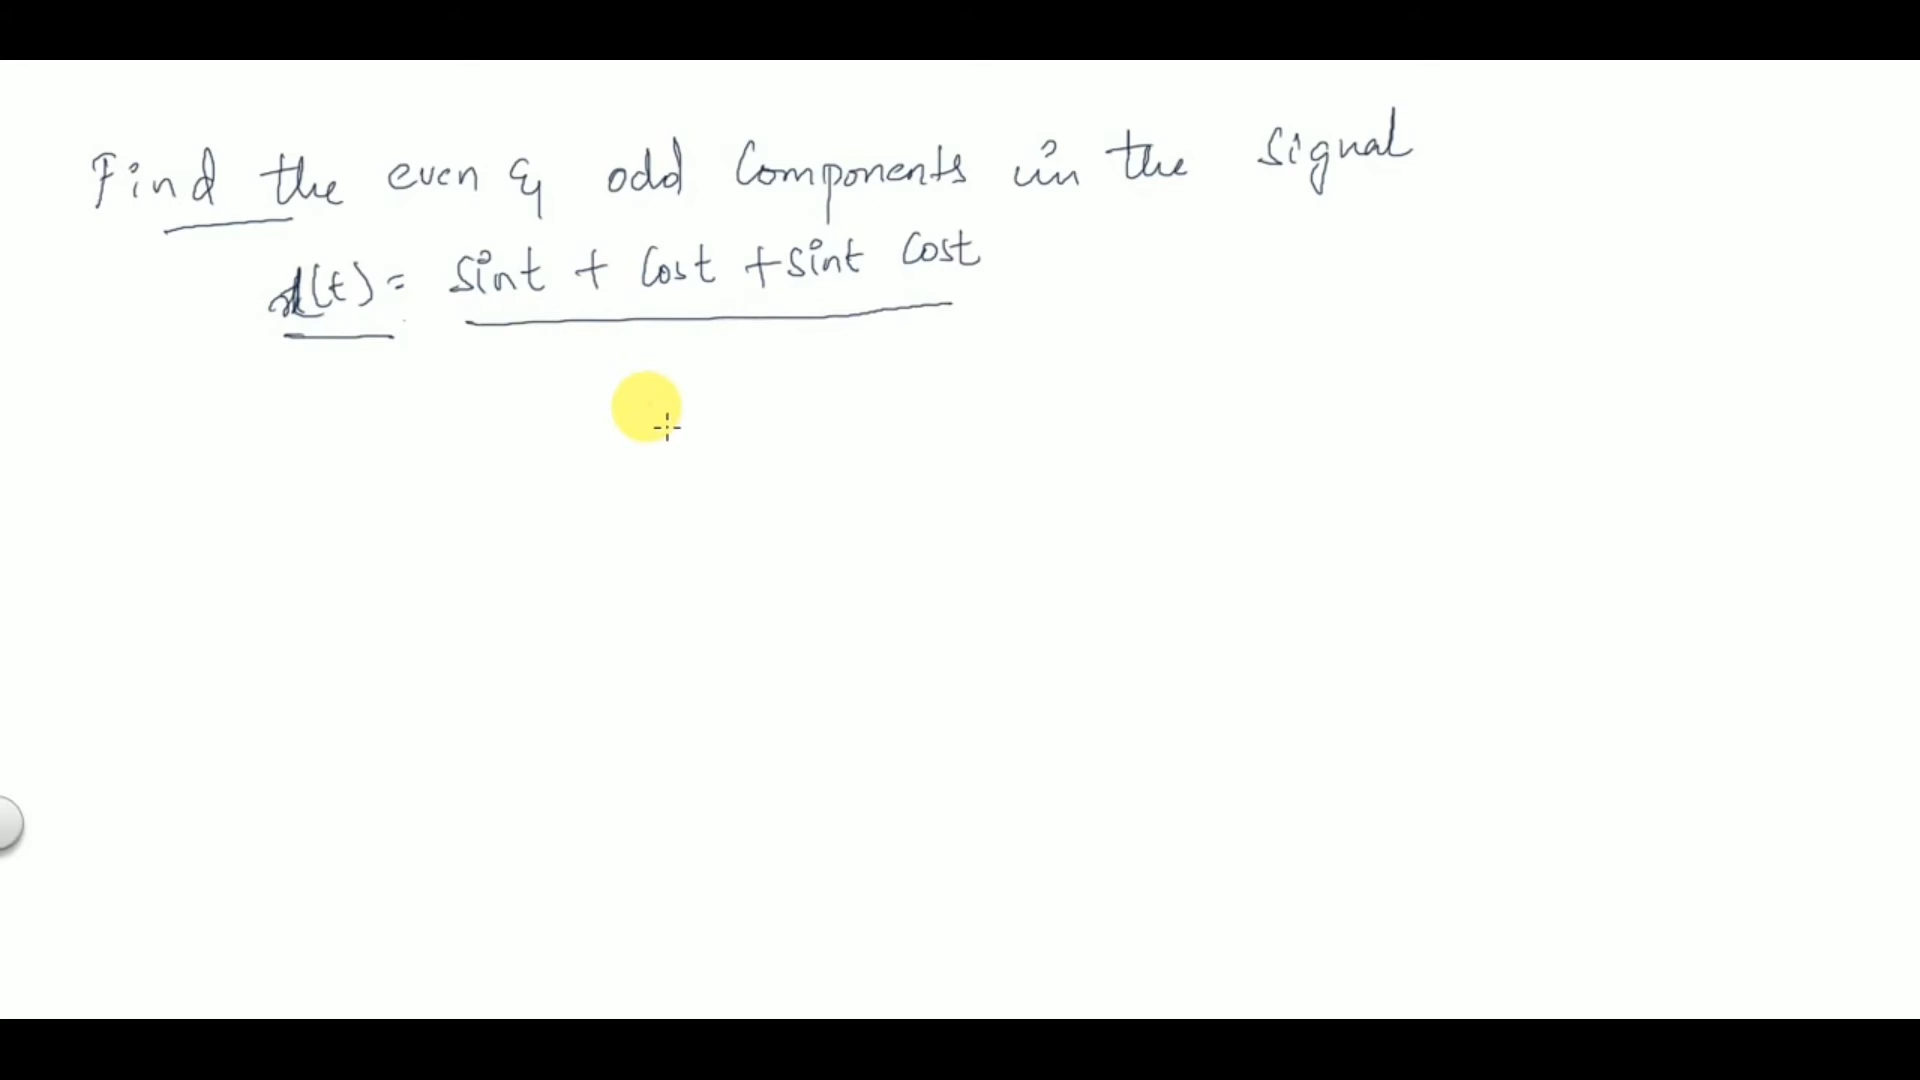 Find the even & odd Components in the signal
x(t) = sint + Cost + sint Cost